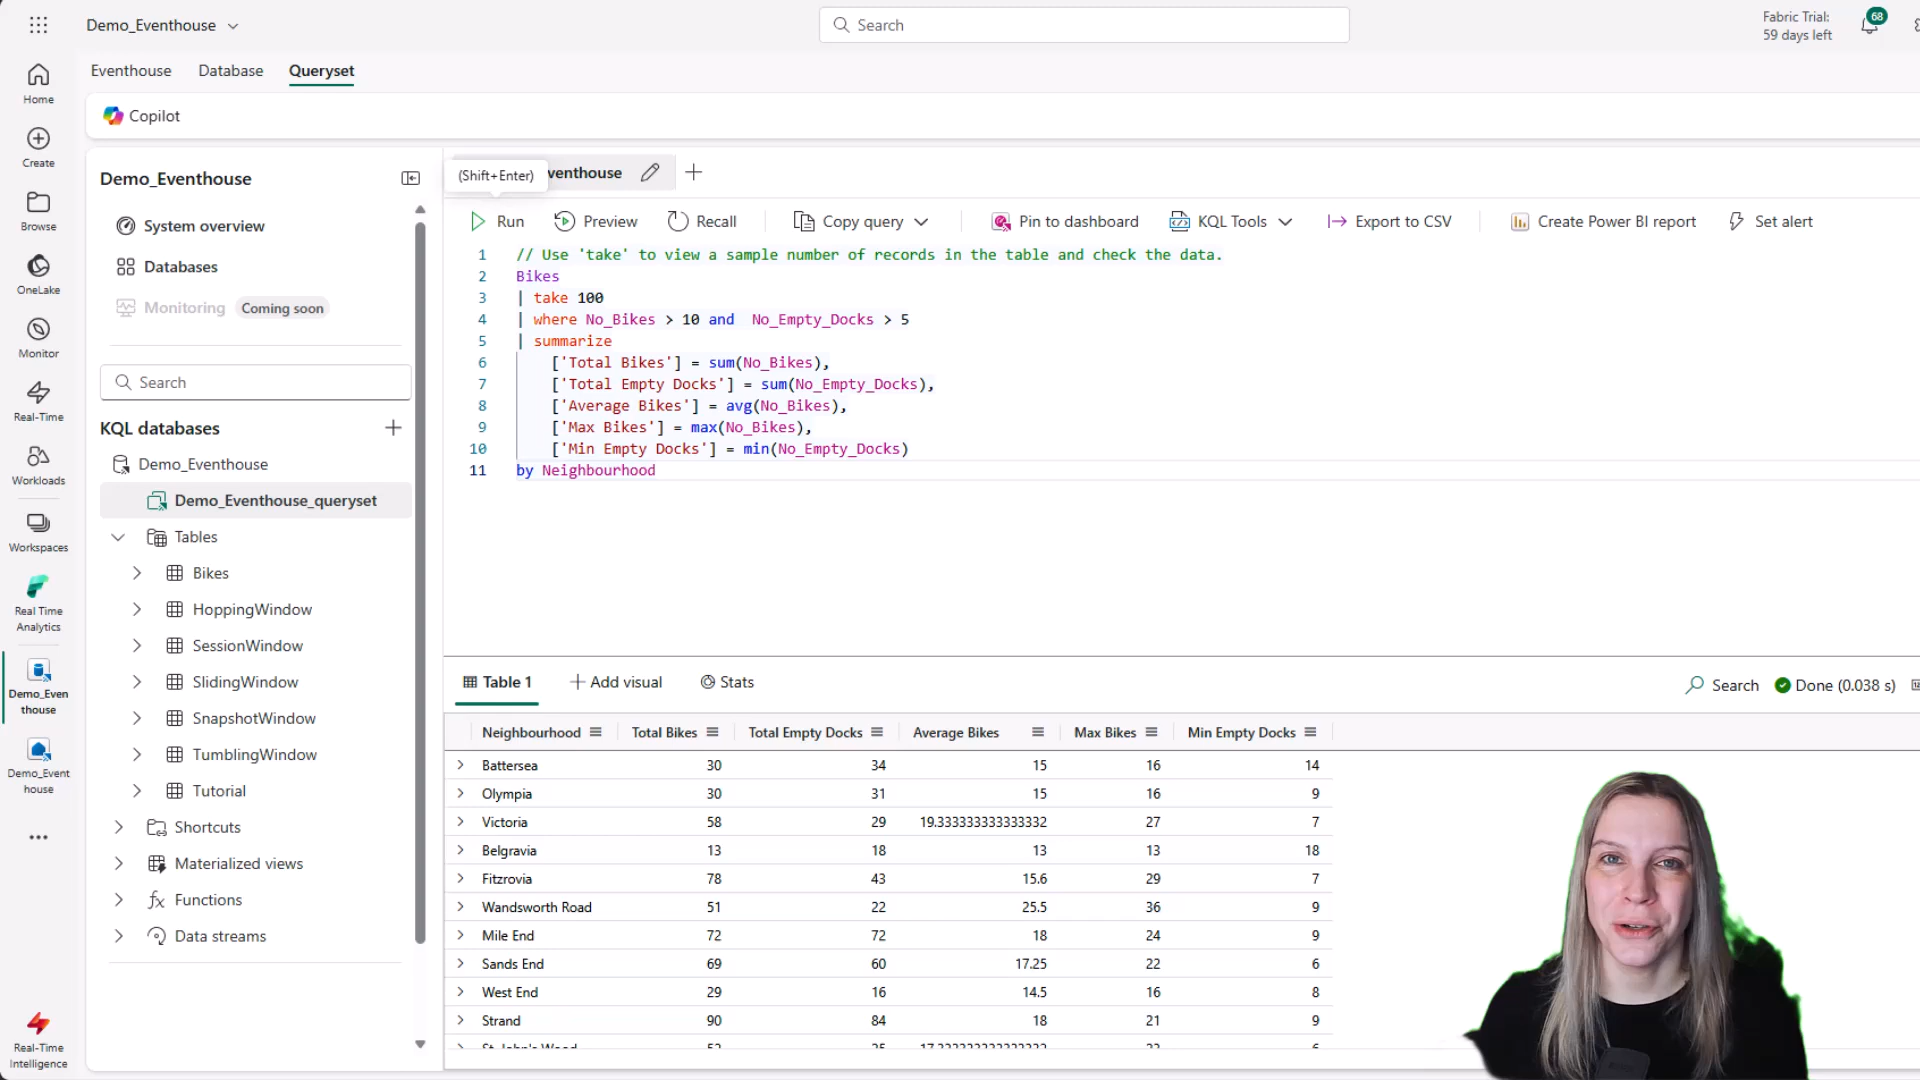 Demo_Eventhouse
Search
Fabric Trial:
59 days left
68
Eventhouse Database Queryset
Copilot
Home
Create
Browse
OneLake
Monitor
Real-Time
Workloads
Workspaces
Real Time
Analytics
Demo_Even
thouse
Demo_Event
house
Real-Time
Intelligence
Demo_Eventhouse
System overview
Databases
Monitoring Coming soon
Search
KQL databases
Demo_Eventhouse
Demo_Eventhouse_queryset
Tables
Bikes
HoppingWindow
SessionWindow
SlidingWindow
SnapshotWindow
TumblingWindow
Tutorial
Shortcuts
Materialized views
Functions
Data streams
(Shift+Enter) venthouse
Run Preview Recall Copy query Pin to dashboard KQL Tools Export to CSV Create Power BI report Set alert
1 // Use 'take' to view a sample number of records in the table and check the data.
2 Bikes
3 | take 100
4 | where No_Bikes > 10 and  No_Empty_Docks > 5
5 | summarize
6 ['Total Bikes'] = sum(No_Bikes),
7 ['Total Empty Docks'] = sum(No_Empty_Docks),
8 ['Average Bikes'] = avg(No_Bikes),
9 ['Max Bikes'] = max(No_Bikes),
10 ['Min Empty Docks'] = min(No_Empty_Docks)
11 by Neighbourhood
Table 1 Add visual Stats Search Done (0.038 s)
Neighbourhood Total Bikes Total Empty Docks Average Bikes Max Bikes Min Empty Docks
Battersea 30 34 15 16 14
Olympia 30 31 15 16 9
Victoria 58 29 19.333333333333332 27 7
Belgravia 13 18 13 13 18
Fitzrovia 78 43 15.6 29 7
Wandsworth Road 51 22 25.5 36 9
Mile End 72 72 18 24 9
Sands End 69 60 17.25 22 6
West End 29 16 14.5 16 8
Strand 90 84 18 21 9